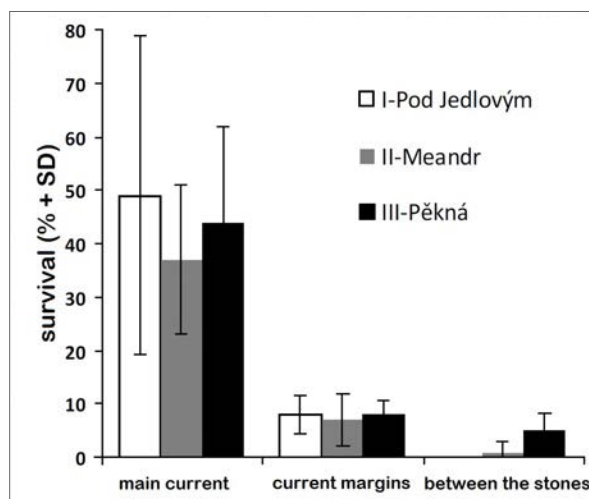 survival (% + SD)
80
70
60
50
40
30
20
10
0
I-Pod Jedlovým
II-Meandr
III-Pěkná
main current
current margins
between the stones